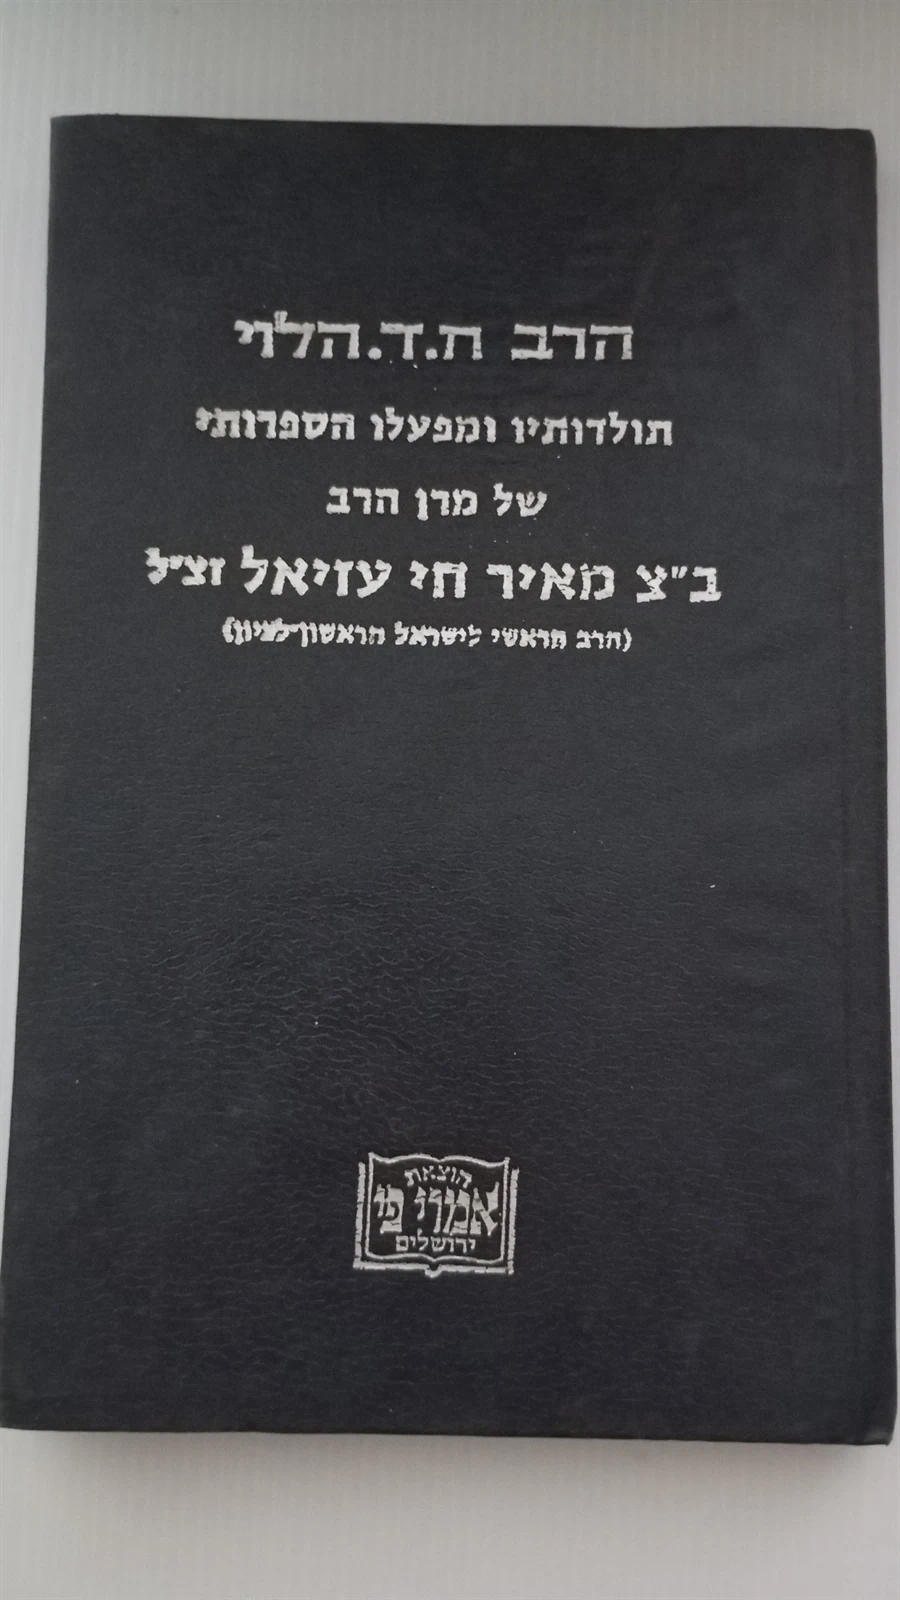 הרב ח.ד.הלוי
תולדותיו ומפעלו הספרותי
של מרן הרב
ב"צ מאיר חי עזיאל זצ"ל
(הרב הראשי לישראל הראשון-לציון)
הוצאת
אמרי פי
ירושלים